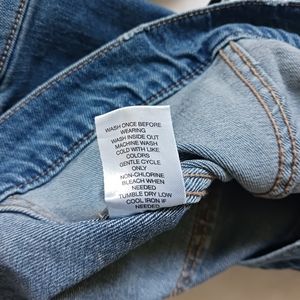 WASH ONCE BEFORE
WEARING
WASH INSIDE OUT
MACHINE WASH
COLD WITH LIKE
COLORS
GENTLE CYCLE
ONLY
NON-CHLORINE
BLEACH WHEN
NEEDED
TUMBLE DRY LOW
COOL IRON IF
NEEDED